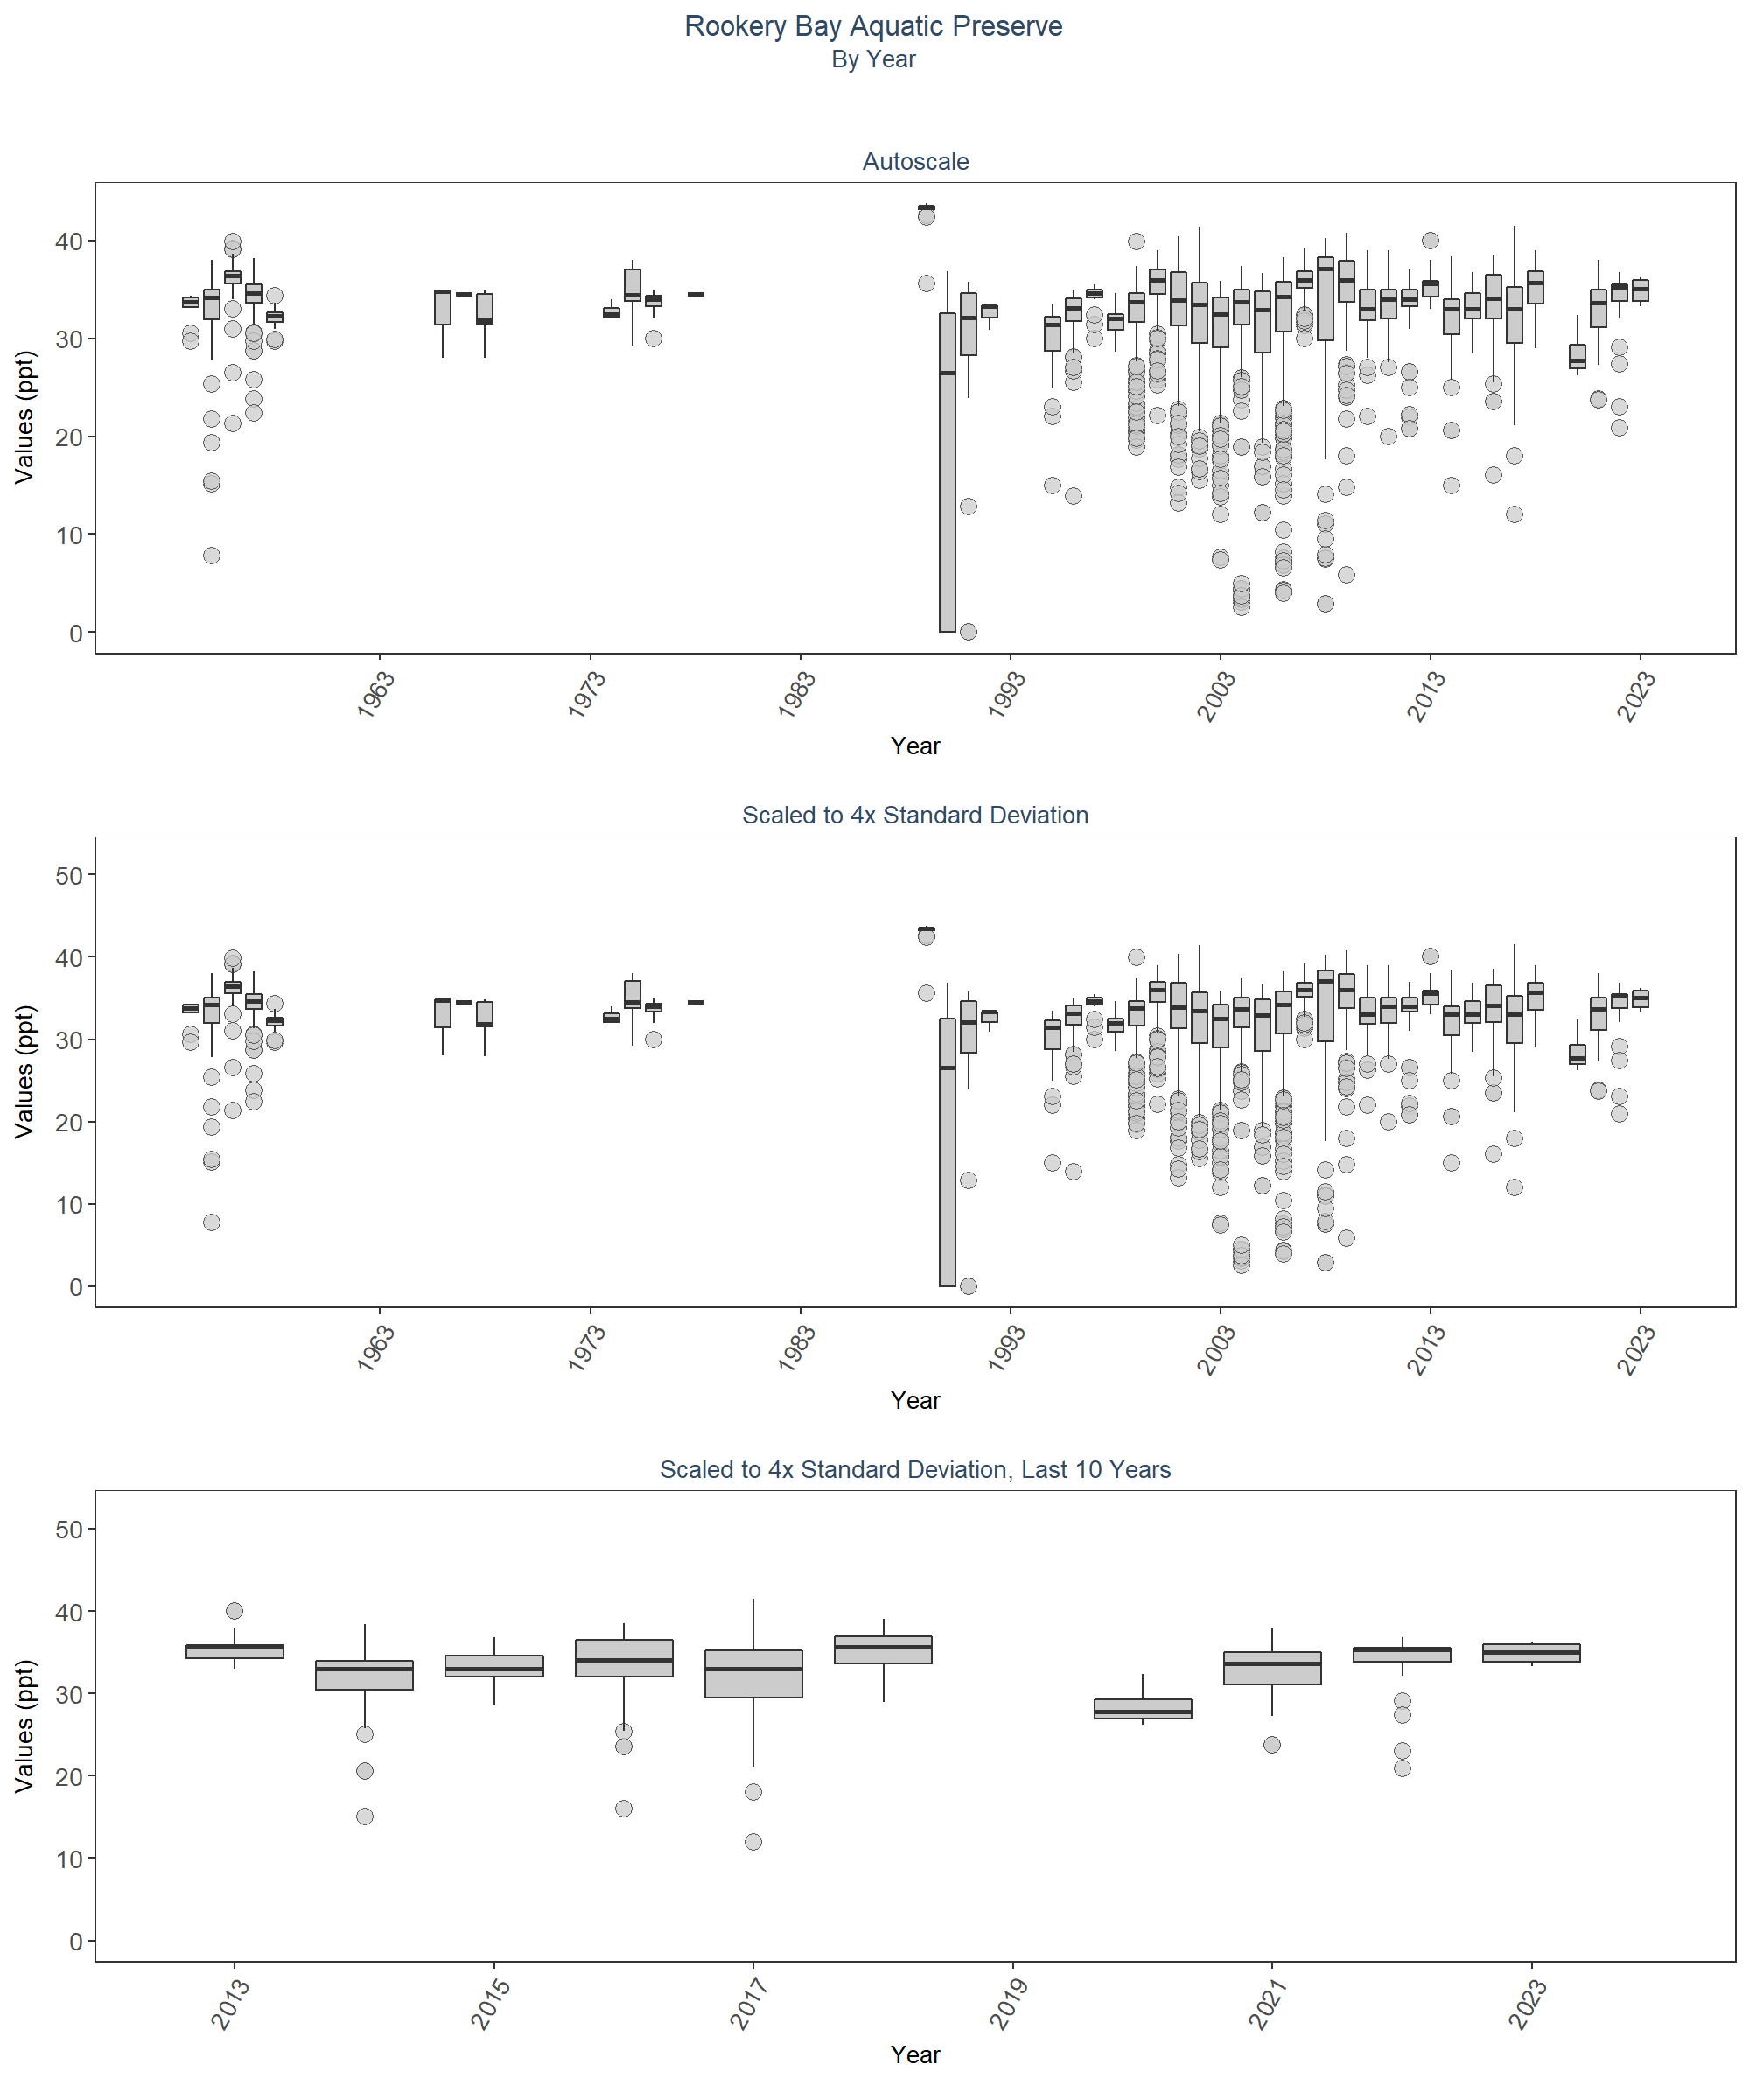 Rookery Bay Aquatic Preserve
By Year
Autoscale
Values (ppt)
40
30
20
10
0
1963 1973 1983 1993 2003 2013 2023
Year
Scaled to 4x Standard Deviation
Values (ppt)
50
40
30
20
10
0
1963 1973 1983 1993 2003 2013 2023
Year
Scaled to 4x Standard Deviation, Last 10 Years
Values (ppt)
50
40
30
20
10
0
2013 2015 2017 2019 2021 2023
Year